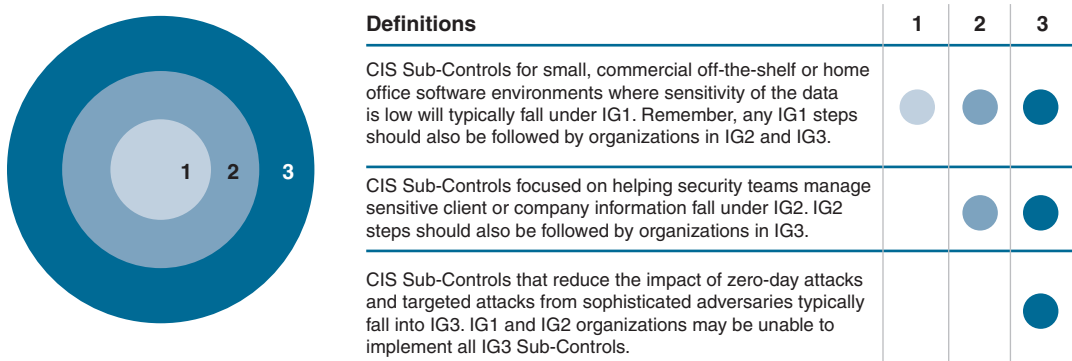 1 2 3
Definitions 1 2 3
CIS Sub-Controls for small, commercial off-the-shelf or home
office software environments where sensitivity of the data
is low will typically fall under IG1. Remember, any IG1 steps
should also be followed by organizations in IG2 and IG3.
CIS Sub-Controls focused on helping security teams manage
sensitive client or company information fall under IG2. IG2
steps should also be followed by organizations in IG3.
CIS Sub-Controls that reduce the impact of zero-day attacks
and targeted attacks from sophisticated adversaries typically
fall into IG3. IG1 and IG2 organizations may be unable to
implement all IG3 Sub-Controls.